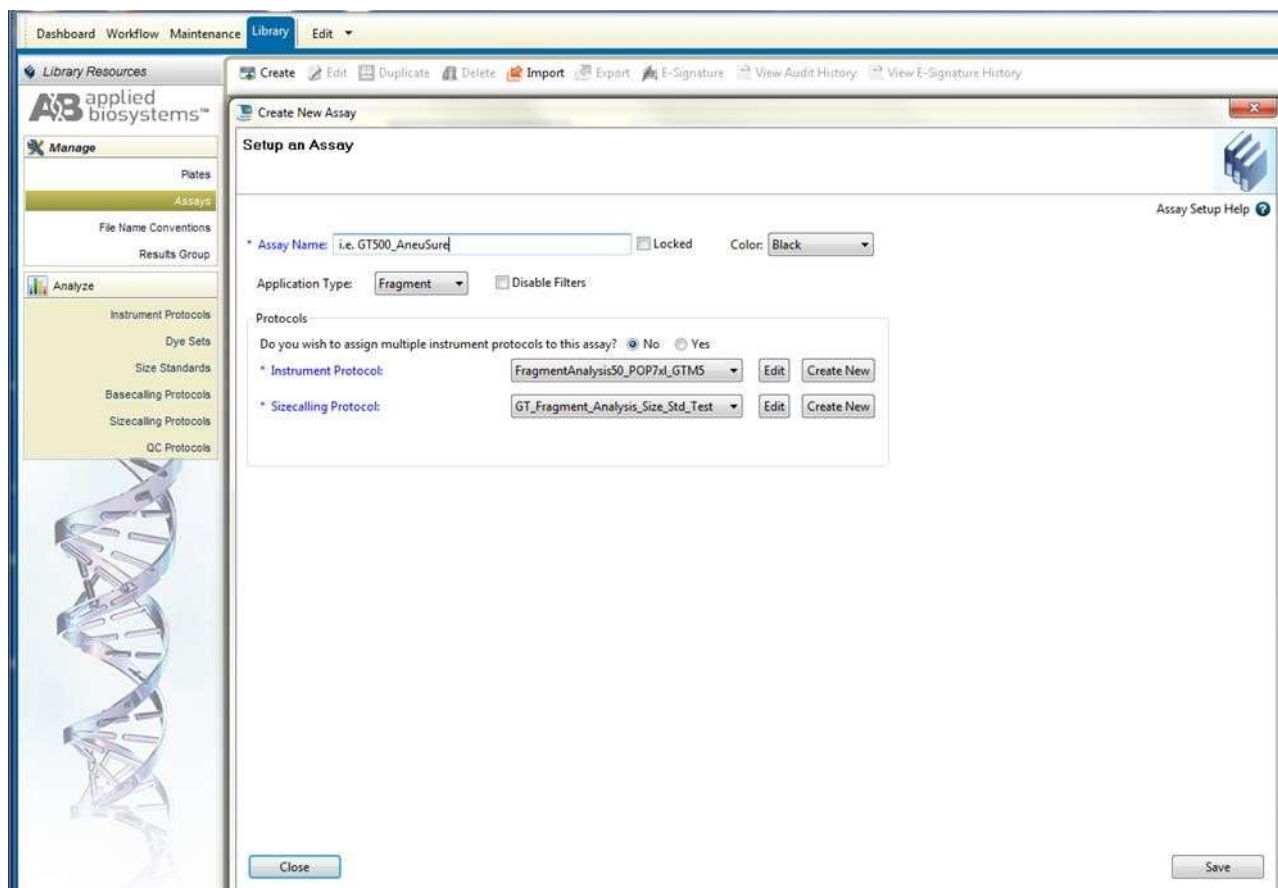 Dashboard Workflow Maintenance Library Edit
Library Resources
Create Edit Duplicate Delete Import Export E-Signature View Audit History View E-Signature History
AB applied
biosystems™
Create New Assay
Manage
Setup an Assay
Plates
Assays
Assay Setup Help
File Name Conventions
* Assay Name: i.e. GT500_AneuSure Locked Color: Black
Results Group
Application Type: Fragment Disable Filters
Analyze
Protocols
Instrument Protocols
Do you wish to assign multiple instrument protocols to this assay? No Yes
Dye Sets
* Instrument Protocol: FragmentAnalysis50_POP7xl_GTM5 Edit Create New
Size Standards
Basecalling Protocols
* Sizecalling Protocol: GT_Fragment_Analysis_Size_Std_Test Edit Create New
Sizecalling Protocols
QC Protocols
Close Save